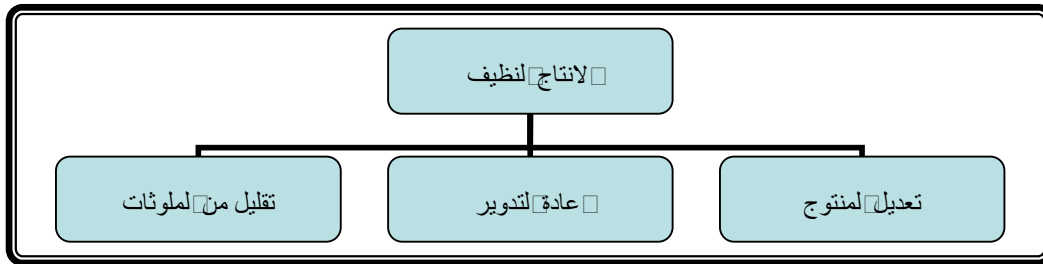 □لانتاج□لنظيف
تعديل□لمنتوج
□عادة□لتدوير
تقليل من□لملوثات